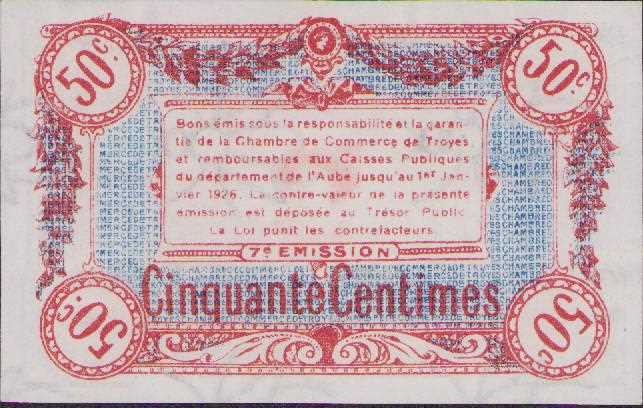 50c.
50c.
Bons émis sous la responsabilité et la garan-
tie de la Chambre de Commerce de Troyes
et remboursables aux Caisses Publiques
du département de l'Aube jusqu'au 1er Jan-
vier 1926. La contre-valeur de la présente
émission est déposée au Trésor Public
La Loi punit les contrefacteurs.
7e EMISSION
Cinquante Centimes
50c.
50c.